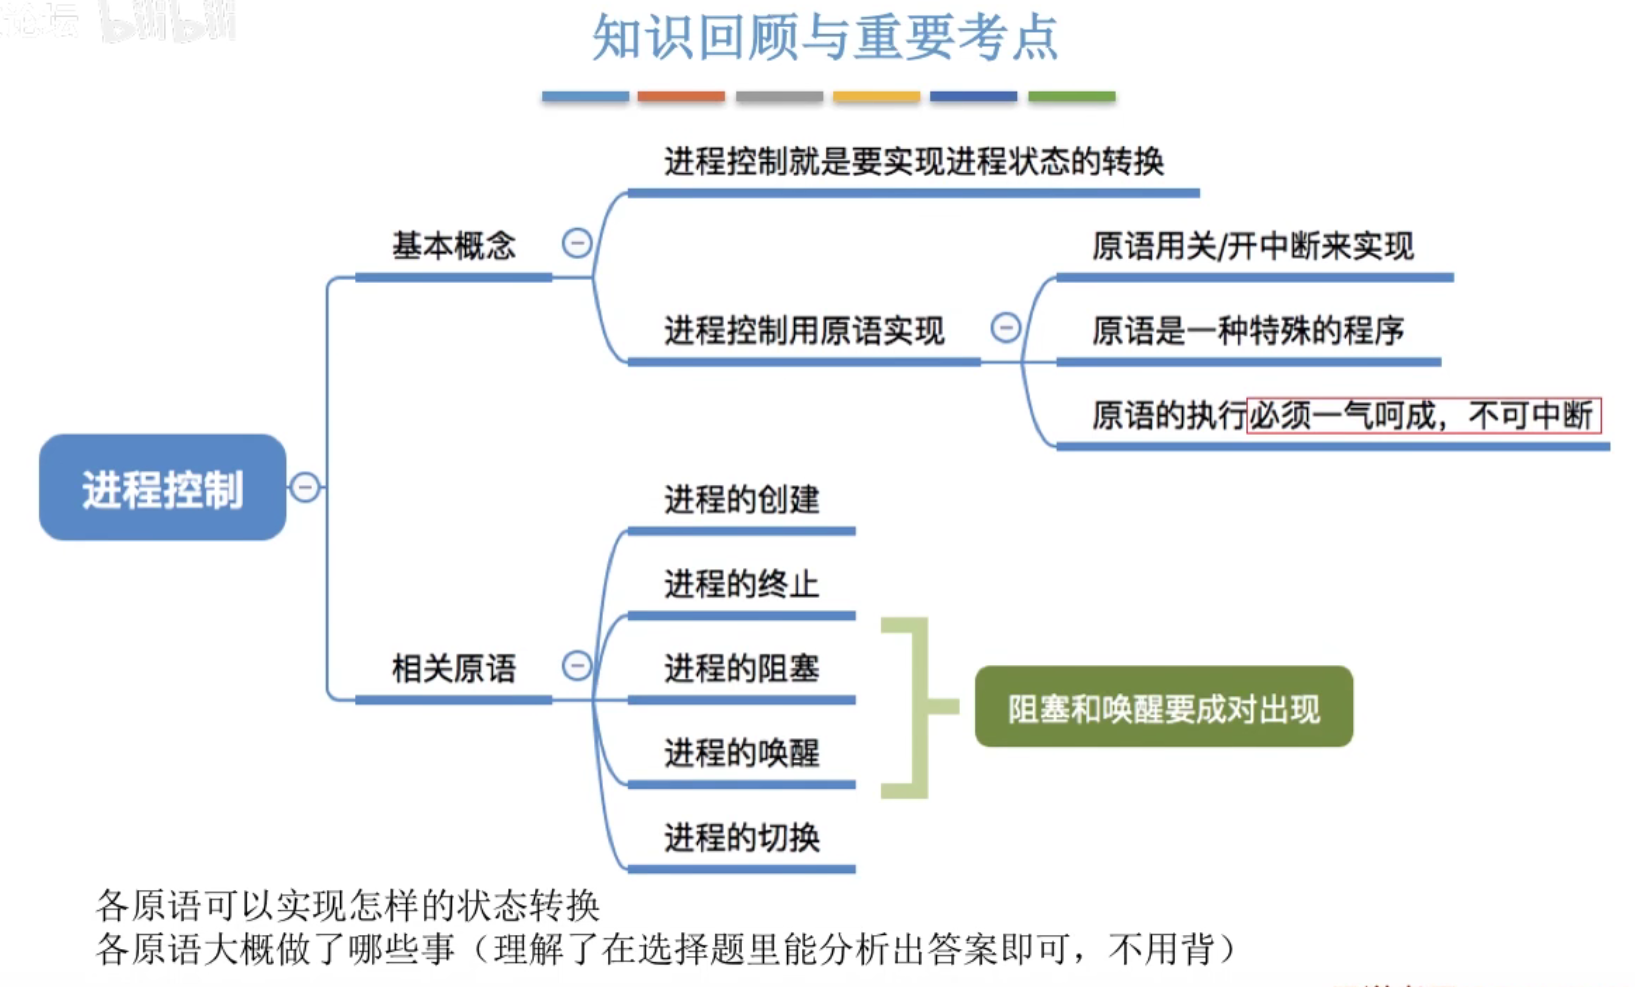 论坛 bilibili
知识回顾与重要考点
进程控制就是要实现进程状态的转换
基本概念
原语用关/开中断来实现
进程控制用原语实现
原语是一种特殊的程序
原语的执行必须一气呵成，不可中断
进程控制
进程的创建
进程的终止
相关原语
进程的阻塞
阻塞和唤醒要成对出现
进程的唤醒
进程的切换
各原语可以实现怎样的状态转换
各原语大概做了哪些事（理解了在选择题里能分析出答案即可，不用背）